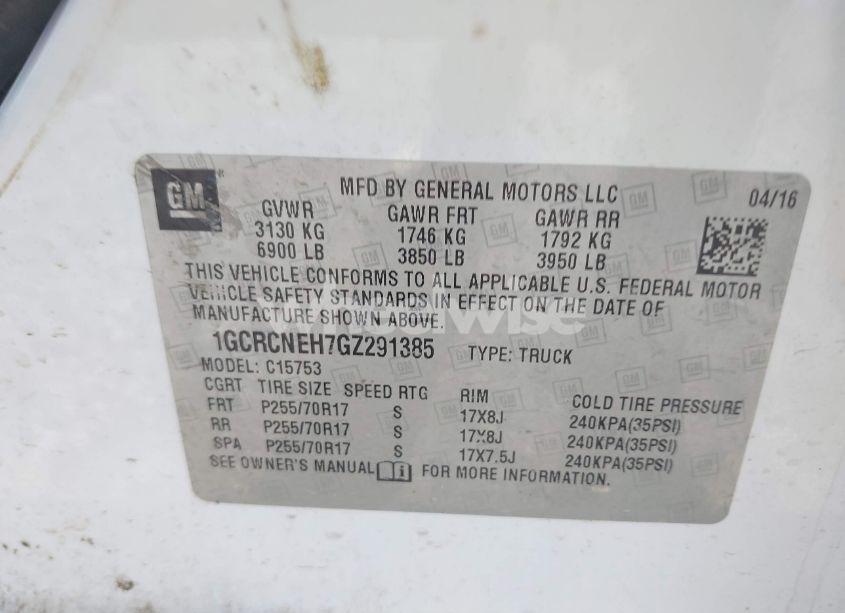 GM
MFD BY GENERAL MOTORS LLC 04/16
GVWR GAWR FRT GAWR RR
3130 KG 1746 KG 1792 KG
6900 LB 3850 LB 3950 LB
THIS VEHICLE CONFORMS TO ALL APPLICABLE U.S. FEDERAL MOTOR
VEHICLE SAFETY STANDARDS IN EFFECT ON THE DATE OF
MANUFACTURE SHOWN ABOVE.
1GCRCNEH7GZ291385 TYPE: TRUCK
MODEL: C15753
CGRT TIRE SIZE SPEED RTG RIM COLD TIRE PRESSURE
FRT P255/70R17 S 17X8J 240KPA(35PSI)
RR P255/70R17 S 17X8J 240KPA(35PSI)
SPA P255/70R17 S 17X7.5J 240KPA(35PSI)
SEE OWNER'S MANUAL i FOR MORE INFORMATION.